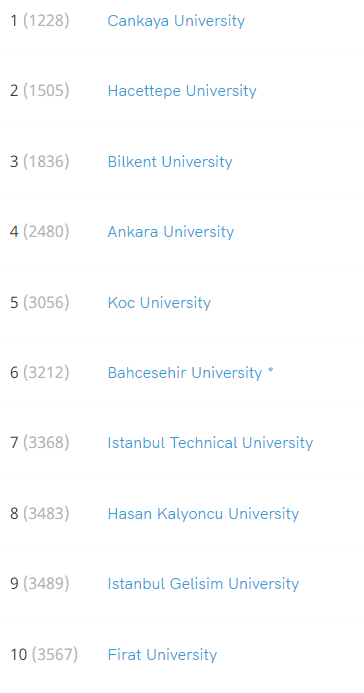 1 (1228) Cankaya University
2 (1505) Hacettepe University
3 (1836) Bilkent University
4 (2480) Ankara University
5 (3056) Koc University
6 (3212) Bahcesehir University *
7 (3368) Istanbul Technical University
8 (3483) Hasan Kalyoncu University
9 (3489) Istanbul Gelisim University
10 (3567) Firat University